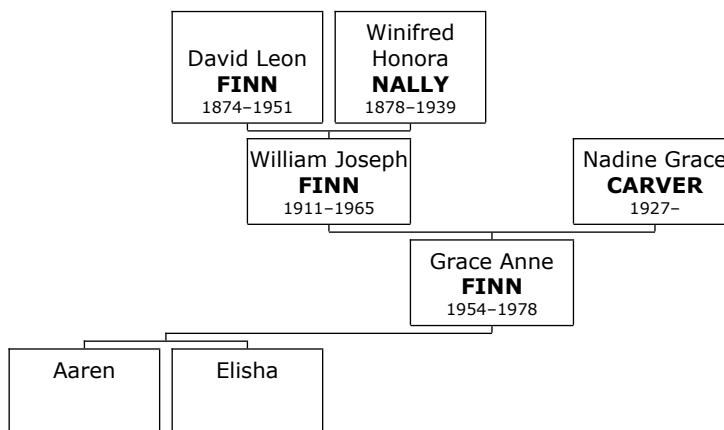 David Leon
FINN
1874–1951
Winifred
Honora
NALLY
1878–1939
William Joseph
FINN
1911–1965
Nadine Grace
CARVER
1927–
Grace Anne
FINN
1954–1978
Aaren
Elisha